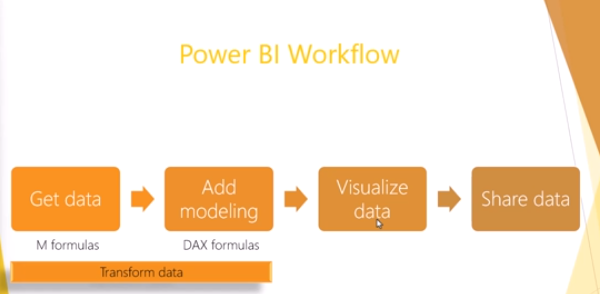 Power BI Workflow
Get data
Add
modeling
Visualize
data
Share data
M formulas
DAX formulas
Transform data